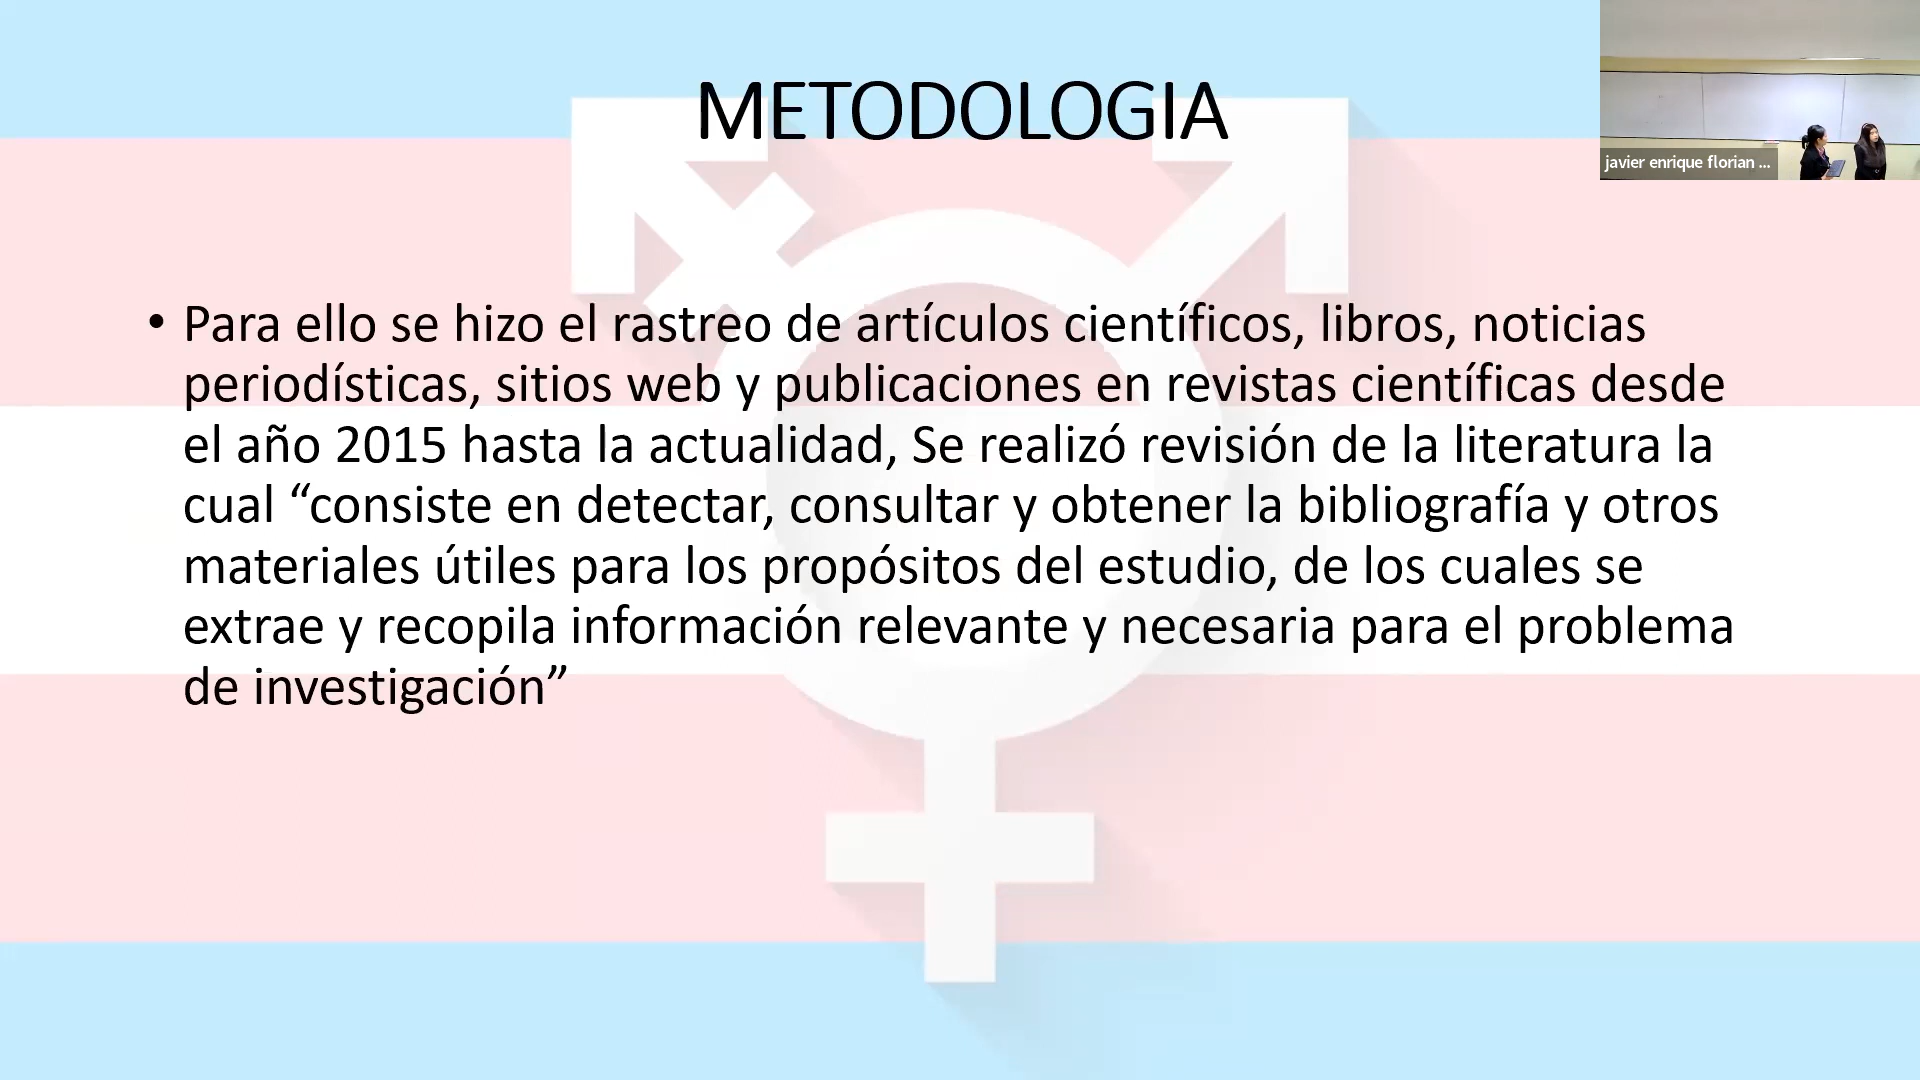 METODOLOGIA
javier enrique florian ...
• Para ello se hizo el rastreo de artículos científicos, libros, noticias
periodísticas, sitios web y publicaciones en revistas científicas desde
el año 2015 hasta la actualidad, Se realizó revisión de la literatura la
cual “consiste en detectar, consultar y obtener la bibliografía y otros
materiales útiles para los propósitos del estudio, de los cuales se
extrae y recopila información relevante y necesaria para el problema
de investigación”